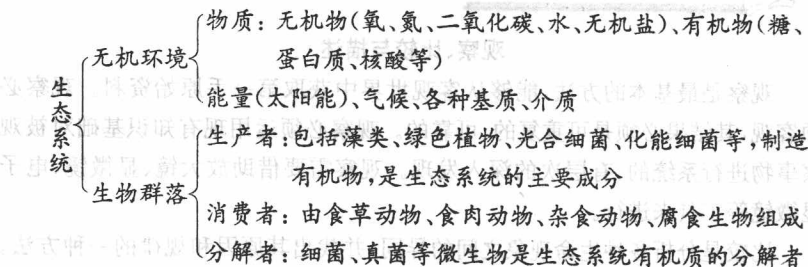 物质：无机物(氧、氮、二氧化碳、水、无机盐)、有机物(糖、
无机环境
蛋白质、核酸等)
能量(太阳能)、气候、各种基质、介质
生态系统
生产者：包括藻类、绿色植物、光合细菌、化能细菌等,制造
有机物,是生态系统的主要成分
生物群落
消费者：由食草动物、食肉动物、杂食动物、腐食生物组成
分解者：细菌、真菌等微生物是生态系统有机质的分解者